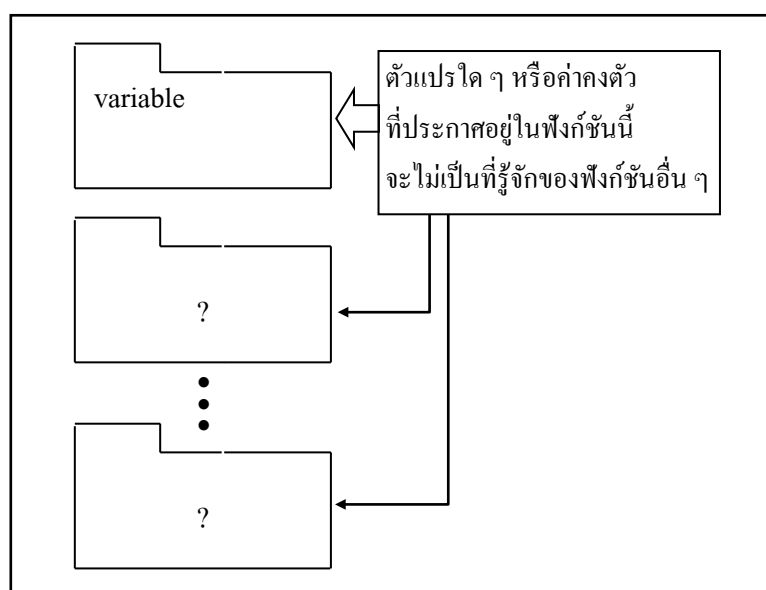 variable
ตัวแปรใด ๆ หรือค่าคงตัว
ที่ประกาศอยู่ในฟังก์ชันนี้
จะไม่เป็นที่รู้จักของฟังก์ชันอื่น ๆ
?
?